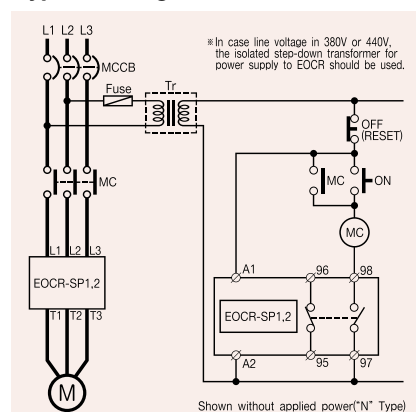 L1 L2 L3
※In case line voltage in 380V or 440V,
the isolated step-down transformer for
power supply to EOCR should be used.
MCCB
Fuse
Tr
OFF
(RESET)
MC
MC
ON
MC
L1 L2 L3
A1
96
98
EOCR-SP1,2
EOCR-SP1,2
T1 T2 T3
A2
95
97
M
Shown without applied power("N" Type)